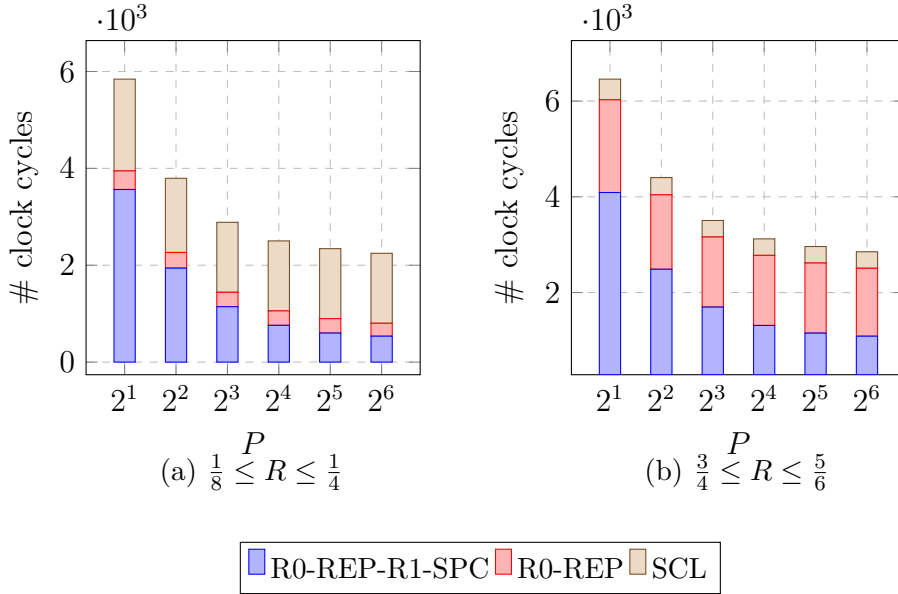 ·10³
6
4
2
0
# clock cycles
2¹ 2² 2³ 2⁴ 2⁵ 2⁶
P
(a) 1/8 ≤ R ≤ 1/4
·10³
6
4
2
# clock cycles
2¹ 2² 2³ 2⁴ 2⁵ 2⁶
P
(b) 3/4 ≤ R ≤ 5/6
R0-REP-R1-SPC R0-REP SCL